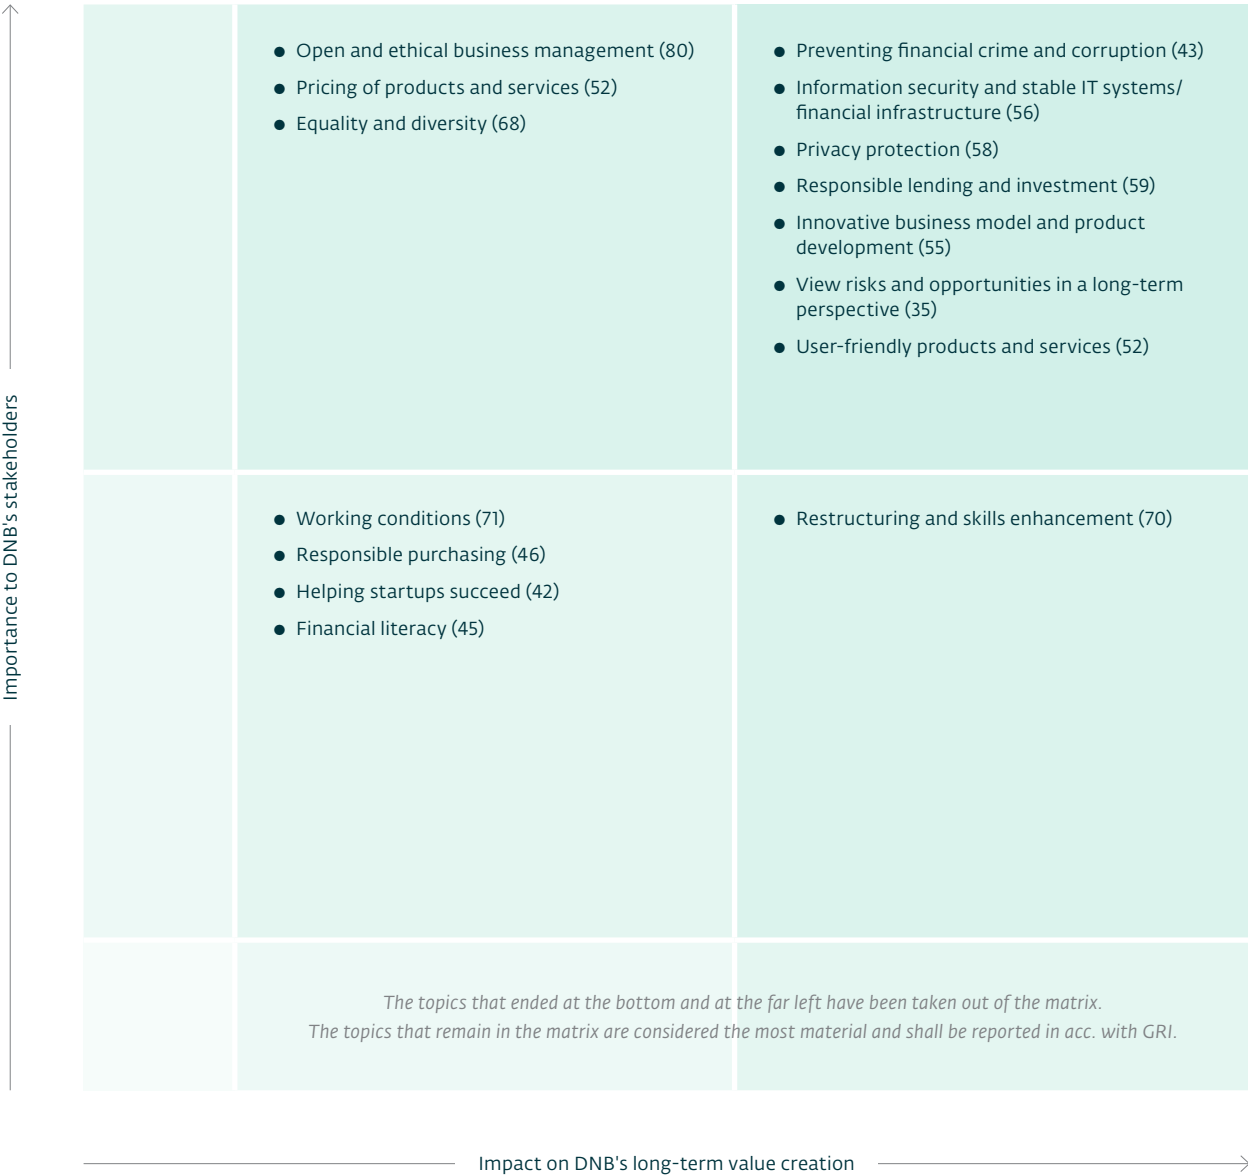 ● Open and ethical business management (80)
● Pricing of products and services (52)
● Equality and diversity (68)
● Preventing financial crime and corruption (43)
● Information security and stable IT systems/
financial infrastructure (56)
● Privacy protection (58)
● Responsible lending and investment (59)
● Innovative business model and product
development (55)
● View risks and opportunities in a long-term
perspective (35)
● User-friendly products and services (52)
Importance to DNB's stakeholders
● Working conditions (71)
● Responsible purchasing (46)
● Helping startups succeed (42)
● Financial literacy (45)
● Restructuring and skills enhancement (70)
The topics that ended at the bottom and at the far left have been taken out of the matrix.
The topics that remain in the matrix are considered the most material and shall be reported in acc. with GRI.
Impact on DNB's long-term value creation